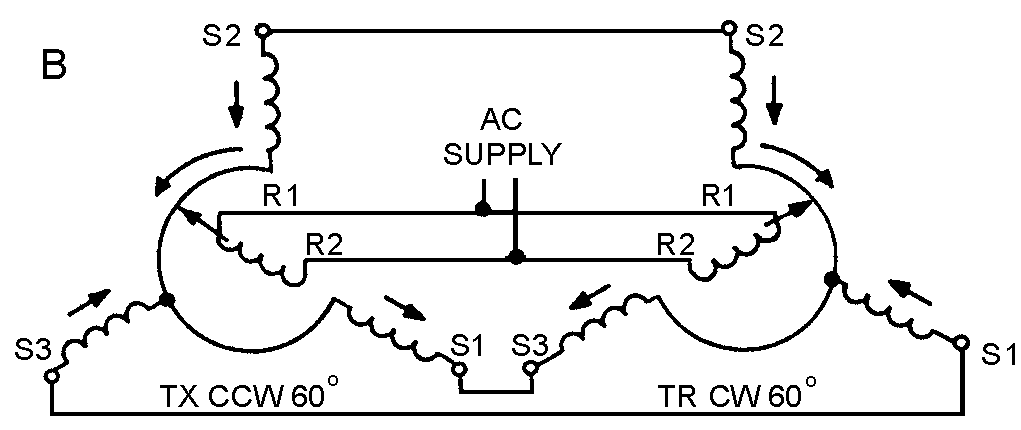 S2
S2
B
AC
SUPPLY
R1
R1
R2
R2
S3
S1
S3
S1
TX CCW 60°
TR CW 60°